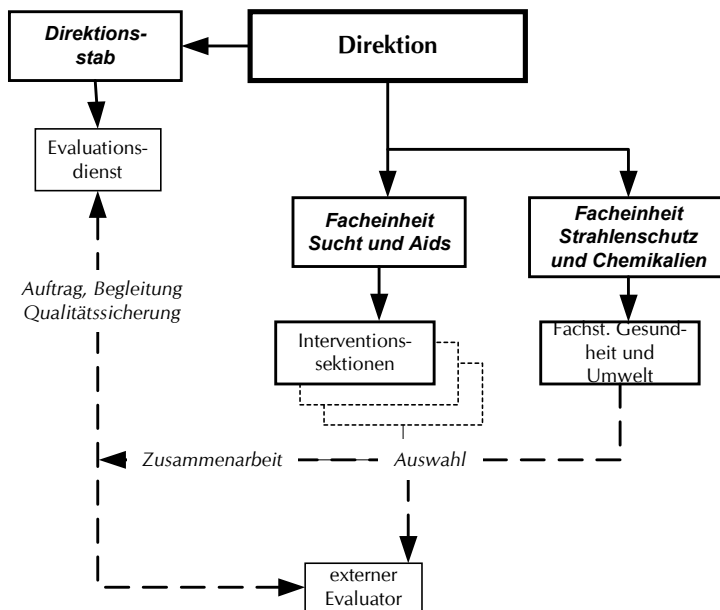 Direktions-
stab
Direktion
Evaluations-
dienst
Facheinheit
Sucht und Aids
Facheinheit
Strahlenschutz
und Chemikalien
Auftrag, Begleitung
Qualitätssicherung
Interventions-
sektionen
Fachst. Gesund-
heit und
Umwelt
Zusammenarbeit
Auswahl
externer
Evaluator